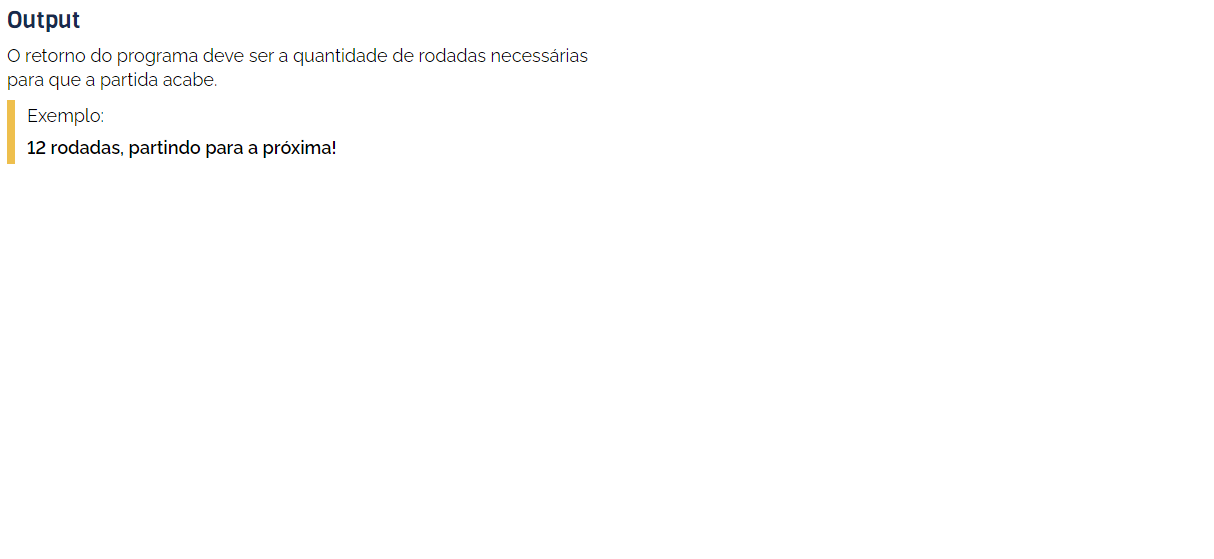 Output
O retorno do programa deve ser a quantidade de rodadas necessárias
para que a partida acabe.
Exemplo:
12 rodadas, partindo para a próxima!